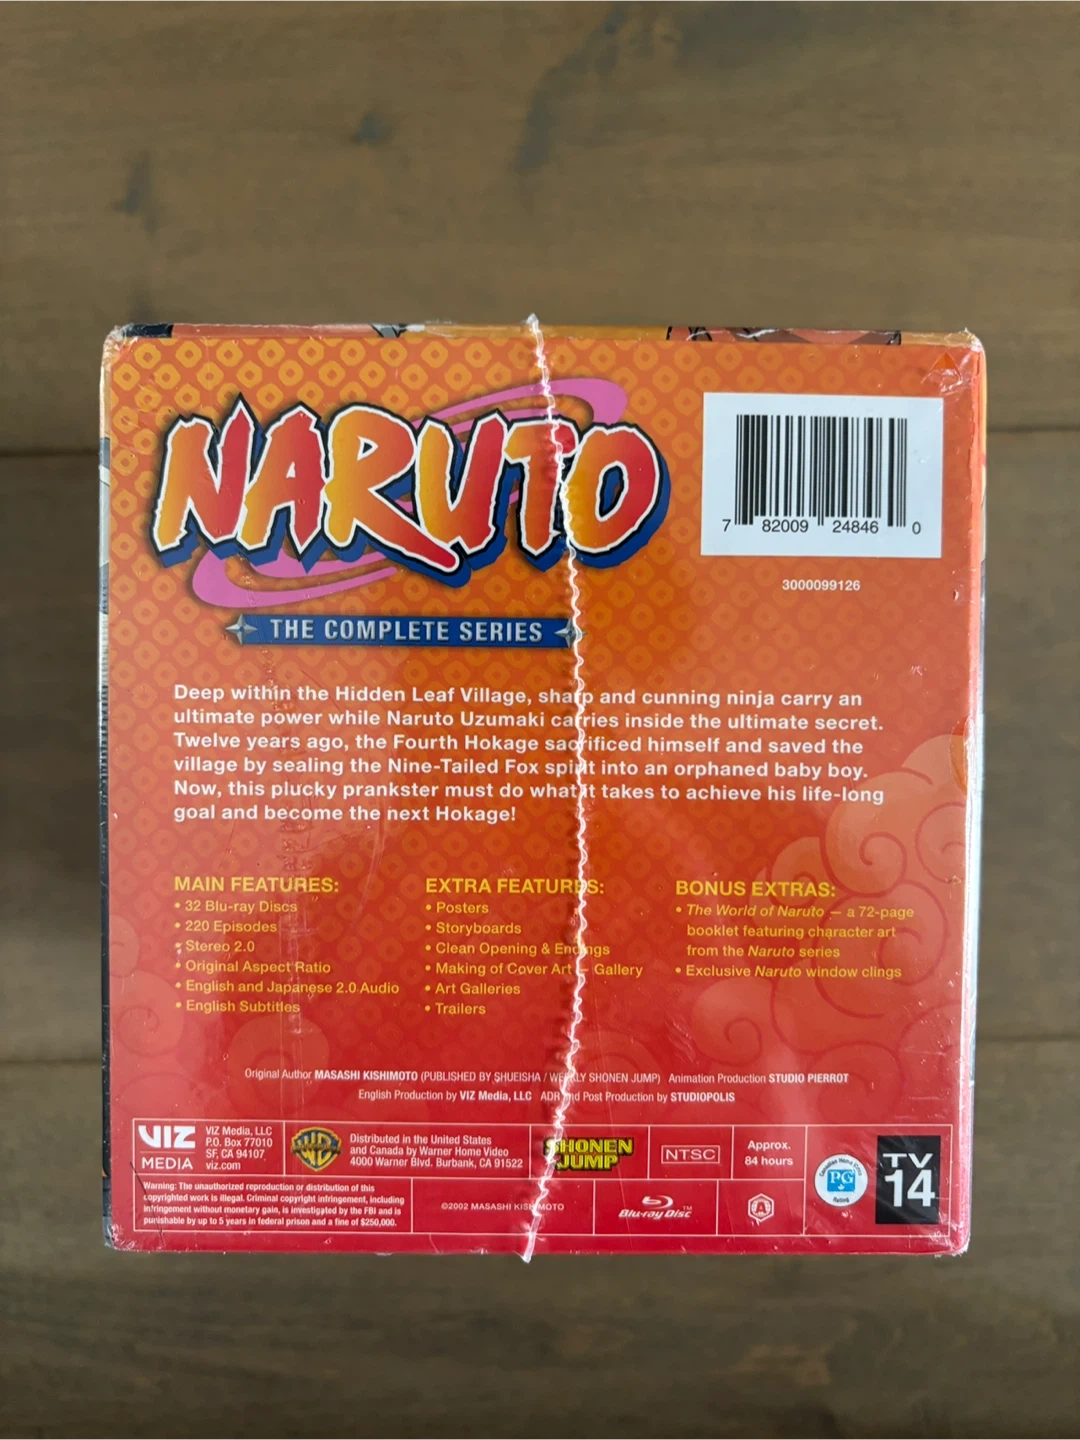 NARUTO
THE COMPLETE SERIES
7 82009 24846 0
3000099126
Deep within the Hidden Leaf Village, sharp and cunning ninja carry an
ultimate power while Naruto Uzumaki carries inside the ultimate secret.
Twelve years ago, the Fourth Hokage sacrificed himself and saved the
village by sealing the Nine-Tailed Fox spirit into an orphaned baby boy.
Now, this plucky prankster must do what it takes to achieve his life-long
goal and become the next Hokage!
MAIN FEATURES:
• 32 Blu-ray Discs
• 220 Episodes
• Stereo 2.0
• Original Aspect Ratio
• English and Japanese 2.0 Audio
• English Subtitles
EXTRA FEATURES:
• Posters
• Storyboards
• Clean Opening & Endings
• Making of Cover Art – Gallery
• Art Galleries
• Trailers
BONUS EXTRAS:
• The World of Naruto — a 72-page
booklet featuring character art
from the Naruto series
• Exclusive Naruto window clings
Original Author MASASHI KISHIMOTO (PUBLISHED BY SHUEISHA / WEEKLY SHONEN JUMP) Animation Production STUDIO PIERROT
English Production by VIZ Media, LLC ADR and Post Production by STUDIOPOLIS
VIZ
MEDIA
VIZ Media, LLC
P.O. Box 77010
SF, CA 94107
viz.com
WB
Distributed in the United States
and Canada by Warner Home Video
4000 Warner Blvd. Burbank, CA 91522
SHONEN
JUMP
NTSC
Approx.
84 hours
Canadian Home Video
PG
Rating
TV
14
Warning: The unauthorized reproduction or distribution of this
copyrighted work is illegal. Criminal copyright infringement, including
infringement without monetary gain, is investigated by the FBI and is
punishable by up to 5 years in federal prison and a fine of $250,000.
©2002 MASASHI KISHIMOTO
Blu-ray Disc™
A